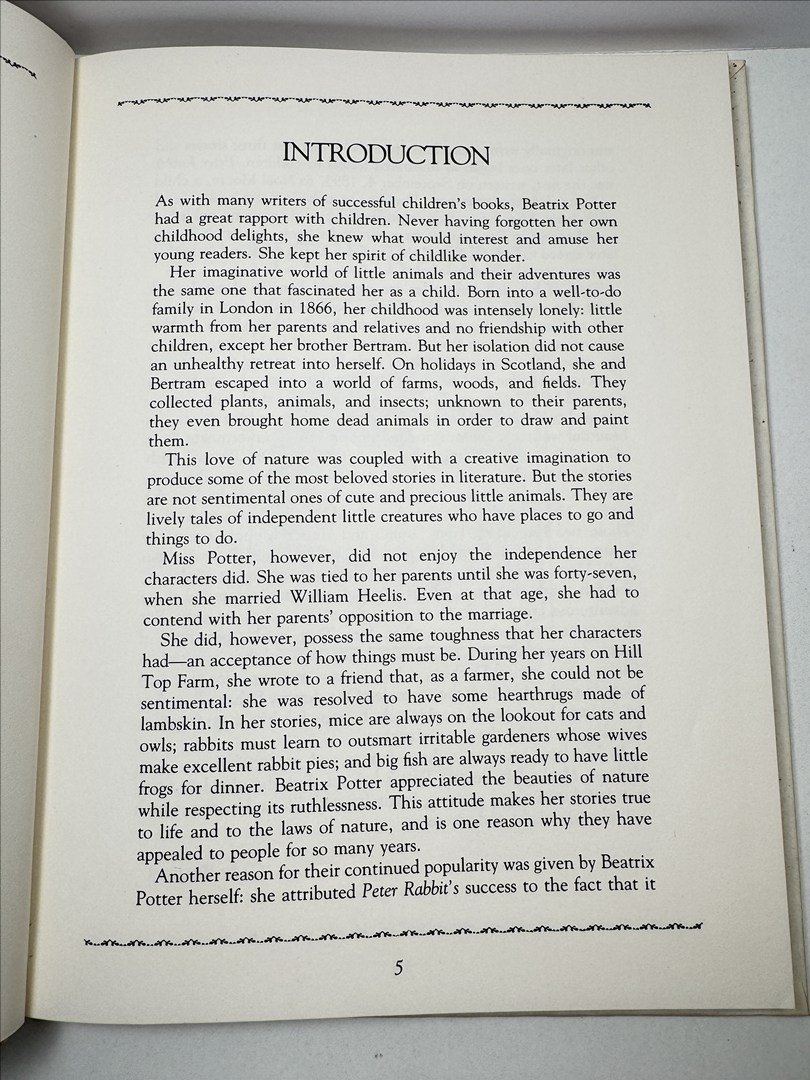 INTRODUCTION
As with many writers of successful children's books, Beatrix Potter
had a great rapport with children. Never having forgotten her own
childhood delights, she knew what would interest and amuse her
young readers. She kept her spirit of childlike wonder.
Her imaginative world of little animals and their adventures was
the same one that fascinated her as a child. Born into a well-to-do
family in London in 1866, her childhood was intensely lonely: little
warmth from her parents and relatives and no friendship with other
children, except her brother Bertram. But her isolation did not cause
an unhealthy retreat into herself. On holidays in Scotland, she and
Bertram escaped into a world of farms, woods, and fields. They
collected plants, animals, and insects; unknown to their parents,
they even brought home dead animals in order to draw and paint
them.
This love of nature was coupled with a creative imagination to
produce some of the most beloved stories in literature. But the stories
are not sentimental ones of cute and precious little animals. They are
lively tales of independent little creatures who have places to go and
things to do.
Miss Potter, however, did not enjoy the independence her
characters did. She was tied to her parents until she was forty-seven,
when she married William Heelis. Even at that age, she had to
contend with her parents' opposition to the marriage.
She did, however, possess the same toughness that her characters
had—an acceptance of how things must be. During her years on Hill
Top Farm, she wrote to a friend that, as a farmer, she could not be
sentimental: she was resolved to have some hearthrugs made of
lambskin. In her stories, mice are always on the lookout for cats and
owls; rabbits must learn to outsmart irritable gardeners whose wives
make excellent rabbit pies; and big fish are always ready to have little
frogs for dinner. Beatrix Potter appreciated the beauties of nature
while respecting its ruthlessness. This attitude makes her stories true
to life and to the laws of nature, and is one reason why they have
appealed to people for so many years.
Another reason for their continued popularity was given by Beatrix
Potter herself: she attributed Peter Rabbit's success to the fact that it
5